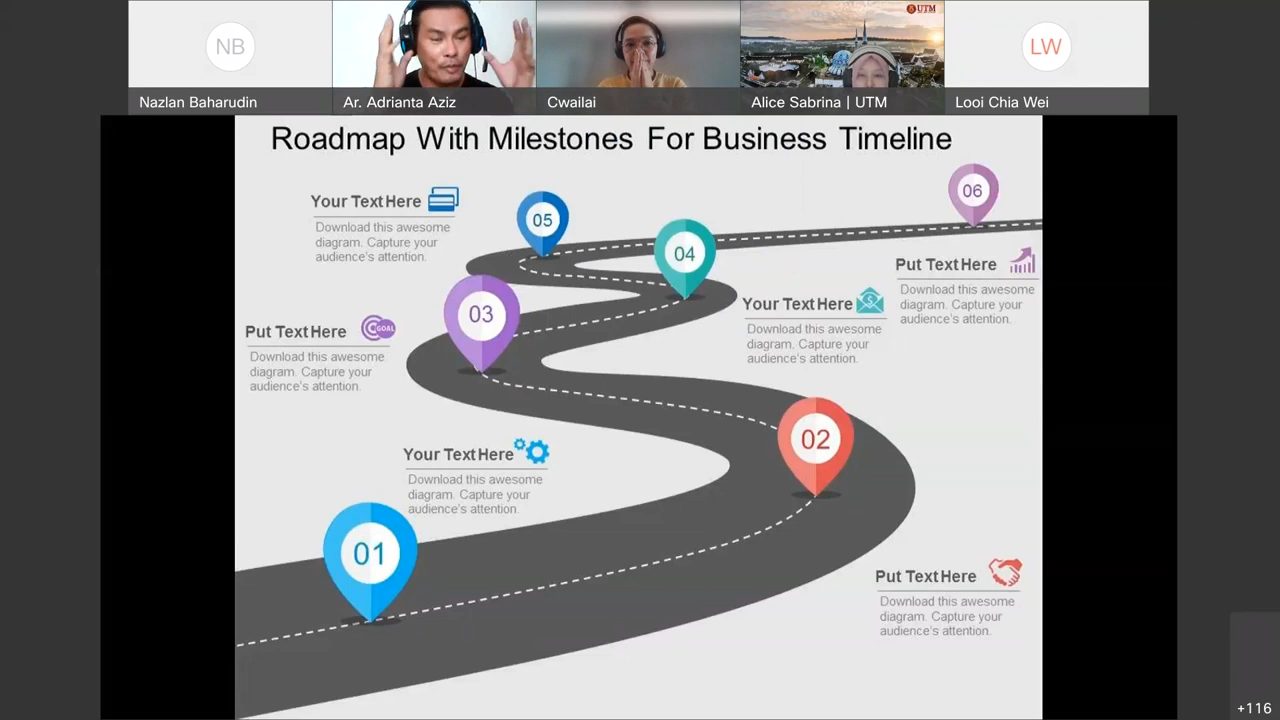 NB
UTM
LW
Nazlan Baharudin
Ar. Adrianta Aziz
Cwailai
Alice Sabrina | UTM
Looi Chia Wei
Roadmap With Milestones For Business Timeline
06
Your Text Here
05
04
Download this awesome
diagram. Capture your
audience's attention.
Put Text Here
Download this awesome
diagram. Capture your
audience's attention.
03
Your Text Here
Download this awesome
diagram. Capture your
audience's attention.
Put Text Here
GOAL
Download this awesome
diagram. Capture your
audience's attention.
02
Your Text Here
Download this awesome
diagram. Capture your
audience's attention.
01
Put Text Here
Download this awesome
diagram. Capture your
audience's attention.
+116